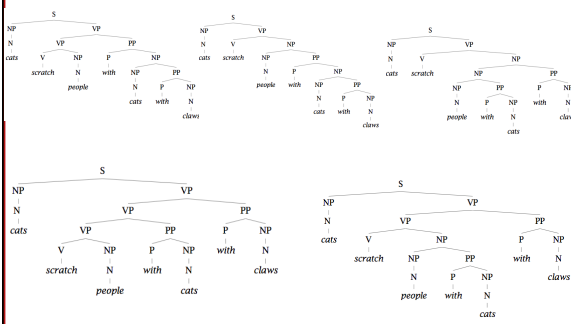 S
NP VP
N VP PP
cats V NP P NP
scratch N with NP PP
people N P NP
cats with N
claws
S
NP VP
N V NP
cats scratch NP PP
N P NP
people with NP PP
N P NP
cats with N
claws
S
NP VP
N V NP
cats scratch NP PP
NP PP P
N P NP with N
people with N
cats
S
NP VP
N VP PP
cats VP PP P NP
V NP P NP with N
scratch N with N claws
people cats
S
NP VP
N VP PP
cats V NP P NP
scratch NP PP with N
N P NP claws
people with N
cats